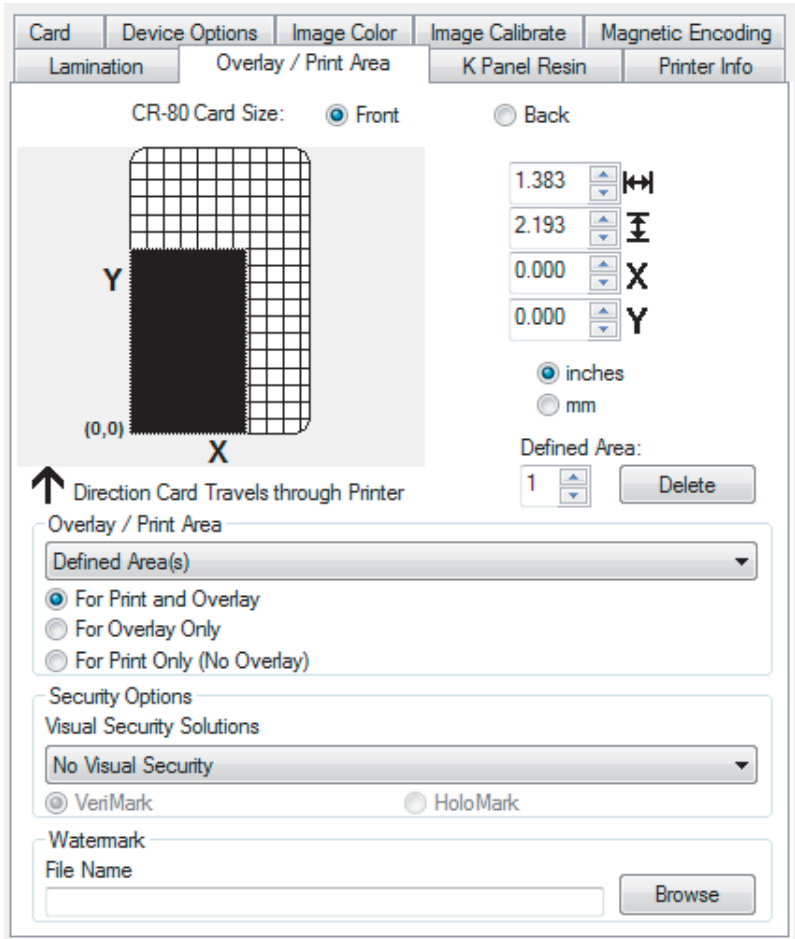 Card Device Options Image Color Image Calibrate Magnetic Encoding
Lamination Overlay / Print Area K Panel Resin Printer Info
CR-80 Card Size: Front Back
1.383
2.193
Y 0.000 X
0.000 Y
(0,0)
X
inches
mm
Defined Area:
Direction Card Travels through Printer 1 Delete
Overlay / Print Area
Defined Area(s)
For Print and Overlay
For Overlay Only
For Print Only (No Overlay)
Security Options
Visual Security Solutions
No Visual Security
VeriMark HoloMark
Watermark
File Name
Browse